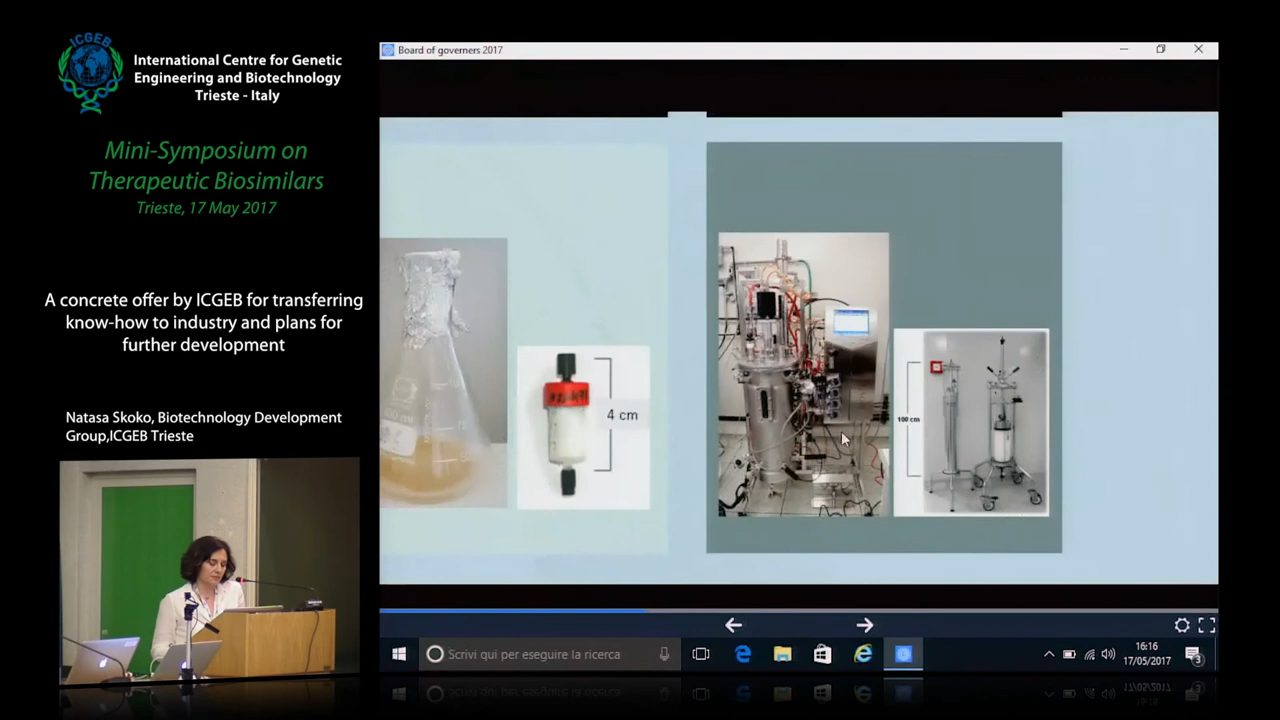 ICGEB
International Centre for Genetic
Engineering and Biotechnology
Trieste - Italy
Mini-Symposium on
Therapeutic Biosimilars
Trieste, 17 May 2017
A concrete offer by ICGEB for transferring
know-how to industry and plans for
further development
Natasa Skoko, Biotechnology Development
Group,ICGEB Trieste
Board of governers 2017
4 cm
100 cm
Scrivi qui per eseguire la ricerca
16:16
17/05/2017
3